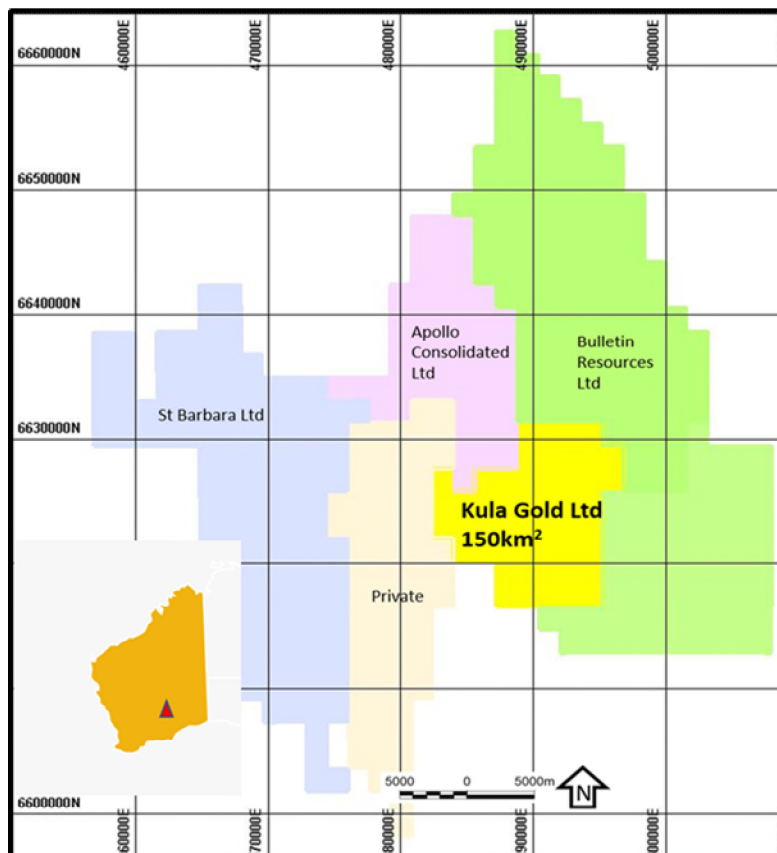 460000E
470000E
480000E
490000E
500000E
6660000N
6650000N
6640000N
Apollo
Consolidated
Ltd
Bulletin
Resources
Ltd
St Barbara Ltd
6630000N
Kula Gold Ltd
150km²
Private
5000 0 5000m
N
6600000N